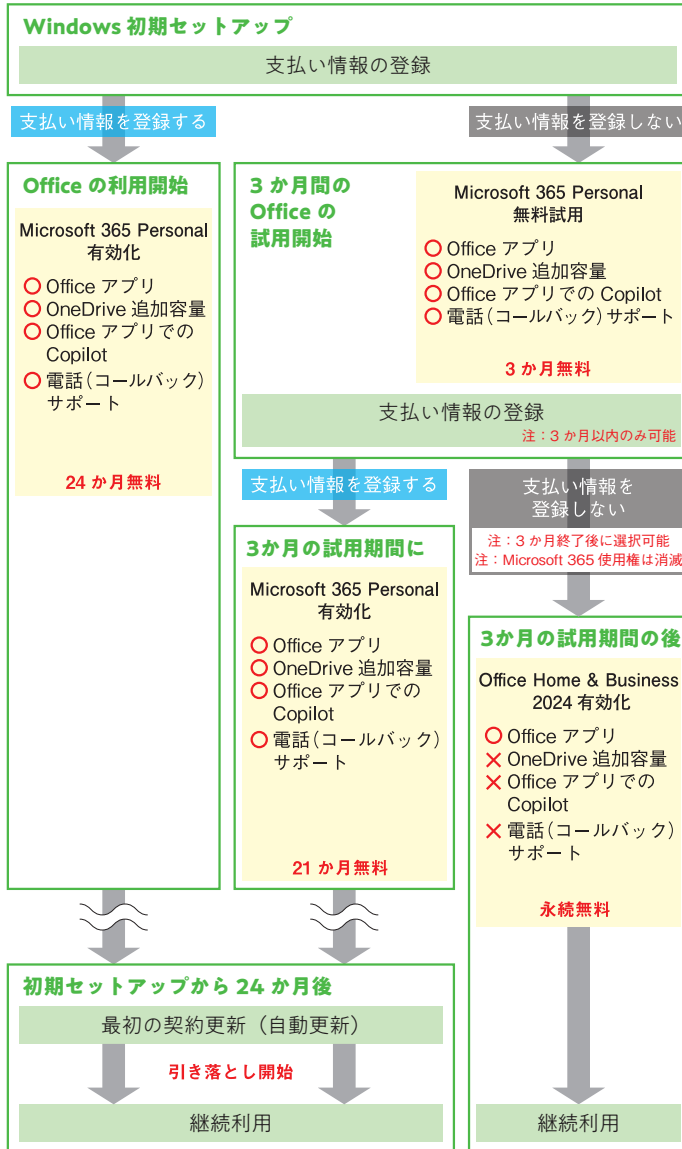 Windows 初期セットアップ
支払い情報の登録
支払い情報を登録する
支払い情報を登録しない
Office の利用開始
Microsoft 365 Personal
有効化
○ Office アプリ
○ OneDrive 追加容量
○ Office アプリでの
Copilot
○ 電話(コールバック)
サポート
24 か月無料
3 か月間の
Office の
試用開始
Microsoft 365 Personal
無料試用
○ Office アプリ
○ OneDrive 追加容量
○ Office アプリでの Copilot
○ 電話(コールバック)サポート
3 か月無料
支払い情報の登録
注:3 か月以内のみ可能
支払い情報を登録する
支払い情報を
登録しない
注:3 か月終了後に選択可能
注:Microsoft 365 使用権は消滅
3か月の試用期間に
Microsoft 365 Personal
有効化
○ Office アプリ
○ OneDrive 追加容量
○ Office アプリでの
Copilot
○ 電話(コールバック)
サポート
21 か月無料
3か月の試用期間の後
Office Home & Business
2024 有効化
○ Office アプリ
× OneDrive 追加容量
× Office アプリでの
Copilot
× 電話(コールバック)
サポート
永続無料
初期セットアップから 24 か月後
最初の契約更新(自動更新)
引き落とし開始
継続利用
継続利用